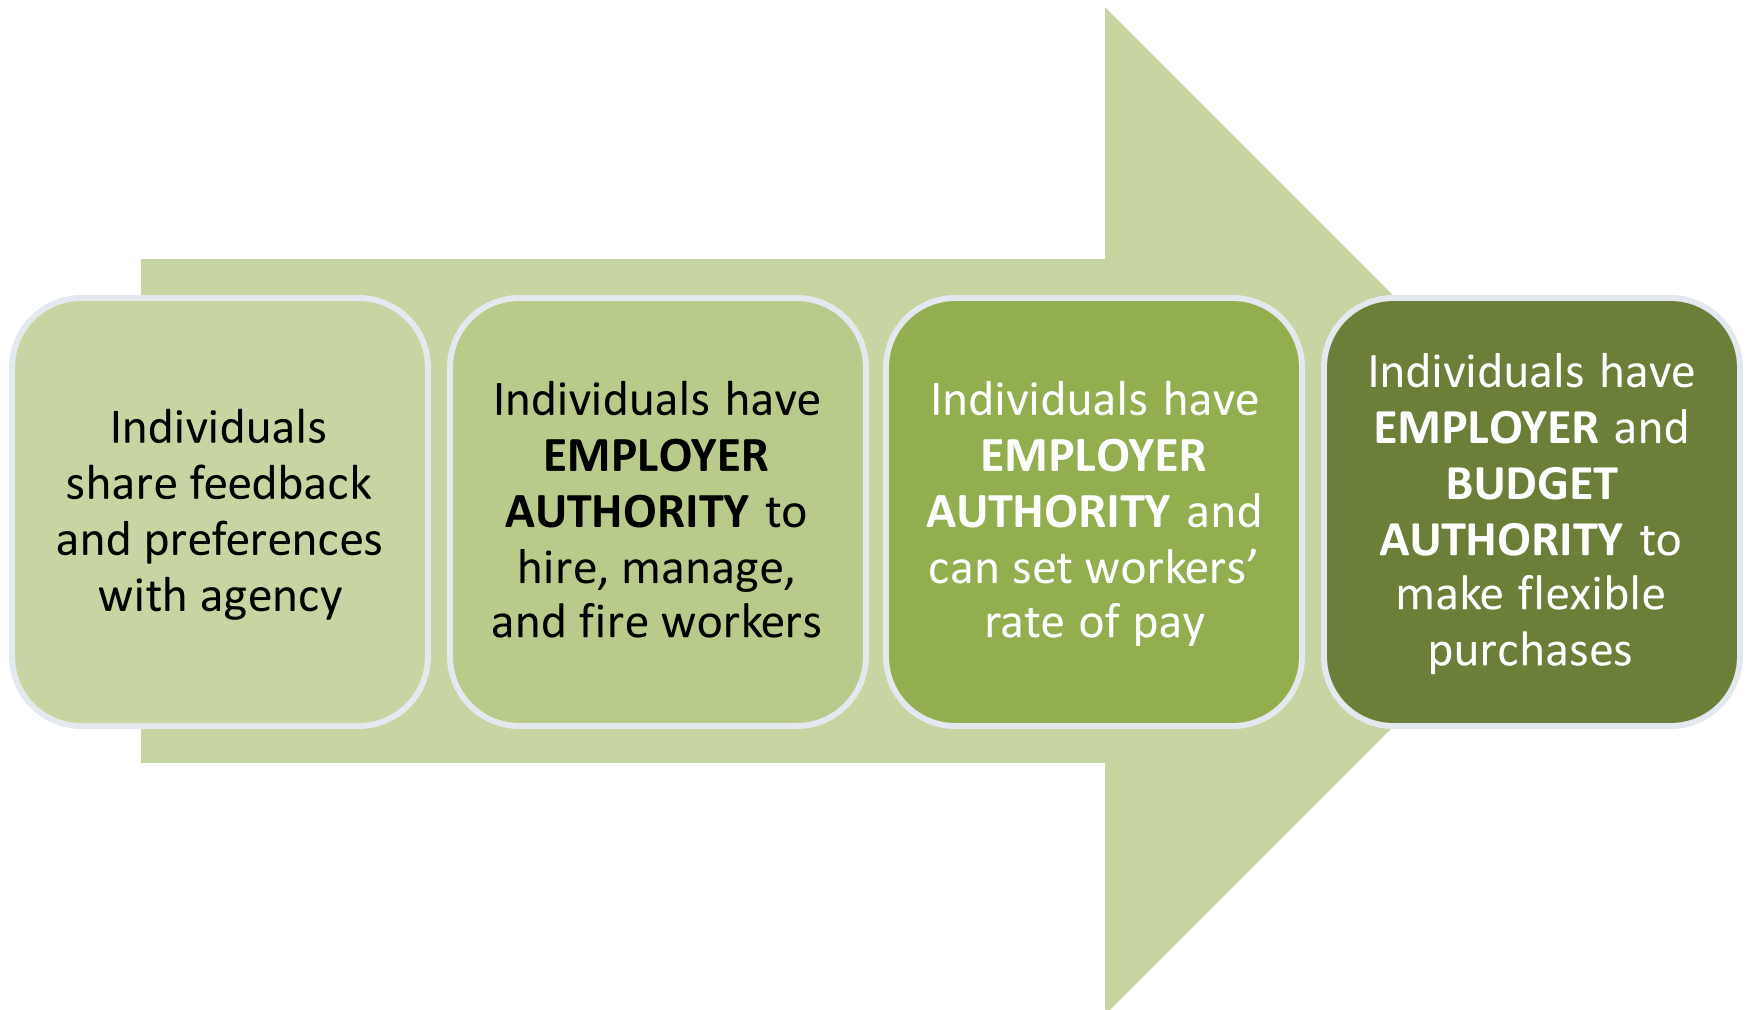 Individuals
share feedback
and preferences
with agency
Individuals have
EMPLOYER
AUTHORITY to
hire, manage,
and fire workers
Individuals have
EMPLOYER
AUTHORITY and
can set workers’
rate of pay
Individuals have
EMPLOYER and
BUDGET
AUTHORITY to
make flexible
purchases